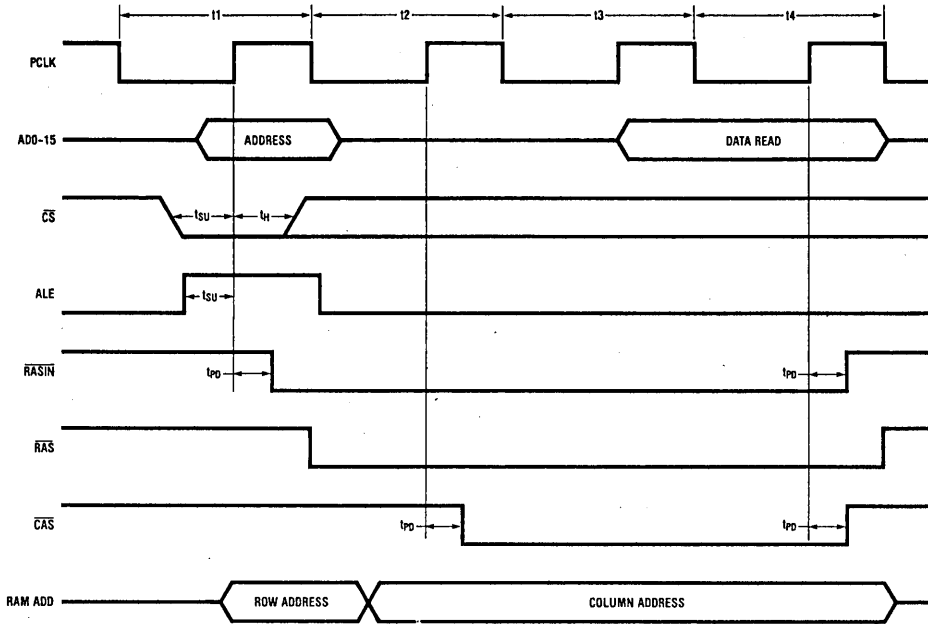 t1 t2 t3 t4
PCLK
AD0-15 ADDRESS DATA READ
CS tSU tH
ALE tSU
RASIN tPD tPD
RAS
CAS tPD tPD
RAM ADD ROW ADDRESS COLUMN ADDRESS